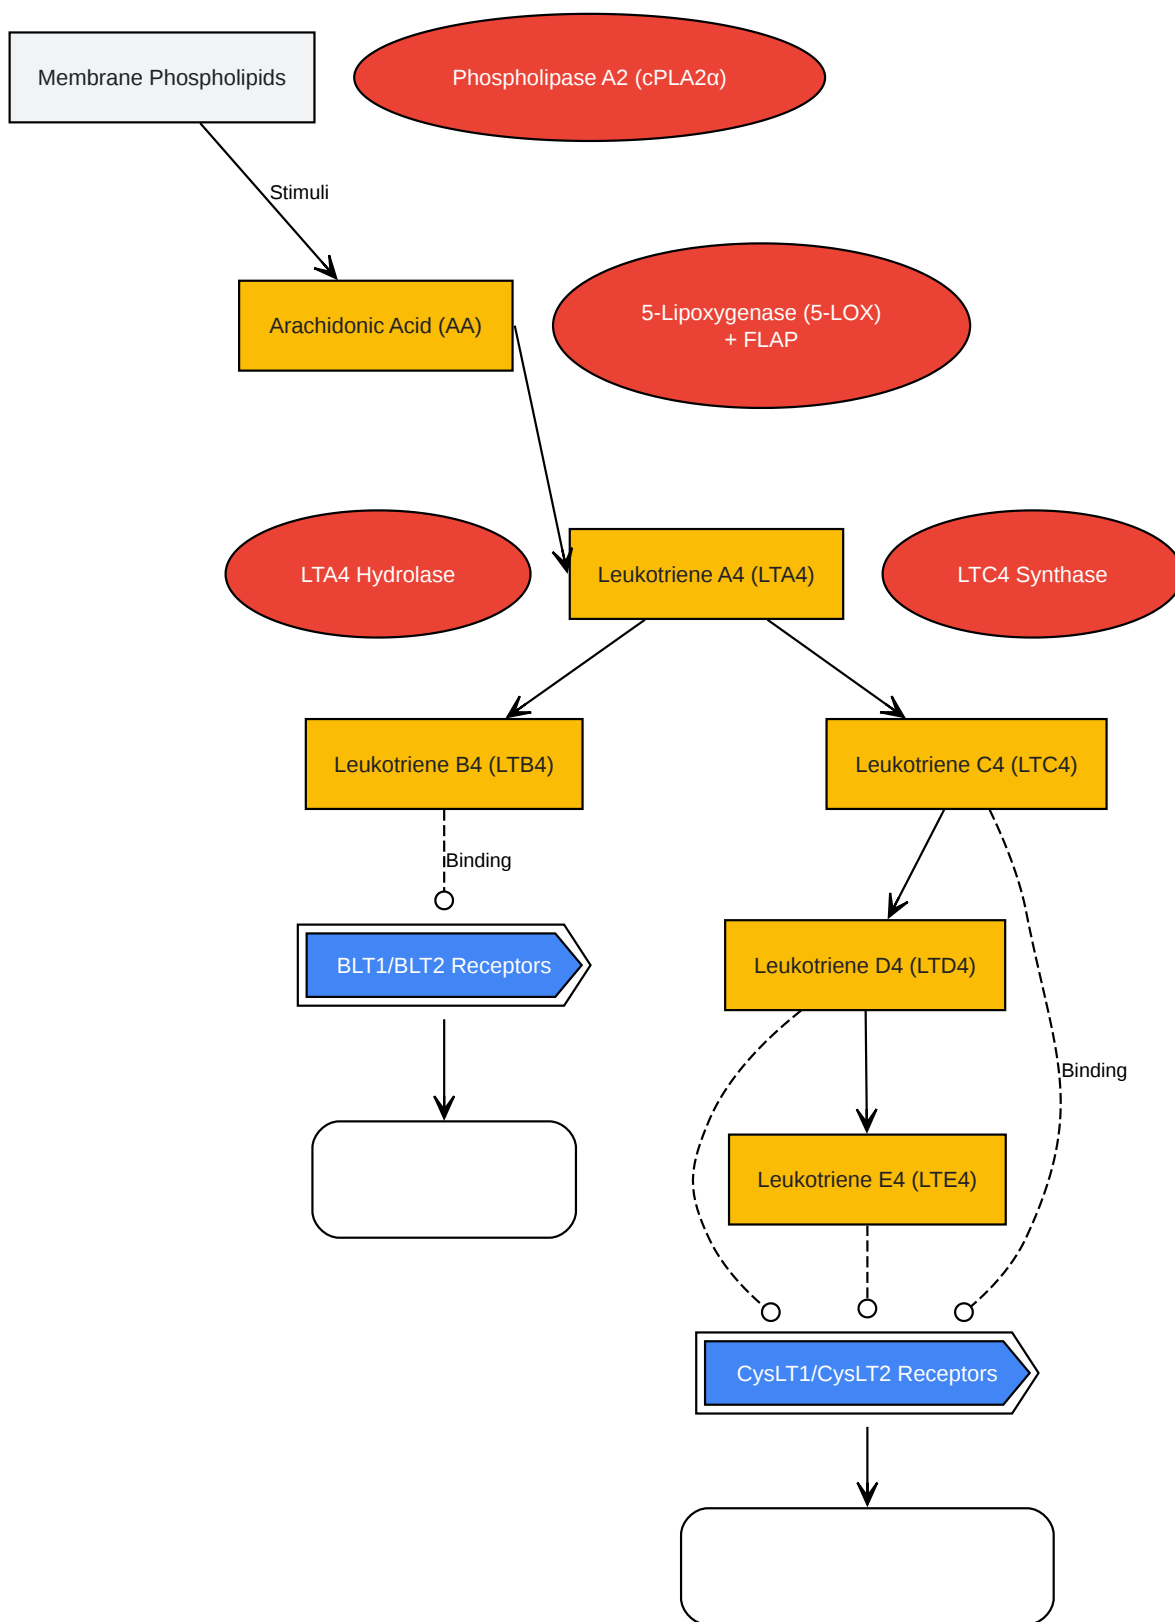 Membrane Phospholipids
Phospholipase A2 (cPLA2α)
Stimuli
Arachidonic Acid (AA)
5-Lipoxygenase (5-LOX)
+ FLAP
LTA4 Hydrolase
Leukotriene A4 (LTA4)
LTC4 Synthase
Leukotriene B4 (LTB4)
Leukotriene C4 (LTC4)
Binding
BLT1/BLT2 Receptors
Leukotriene D4 (LTD4)
Binding
Leukotriene E4 (LTE4)
CysLT1/CysLT2 Receptors